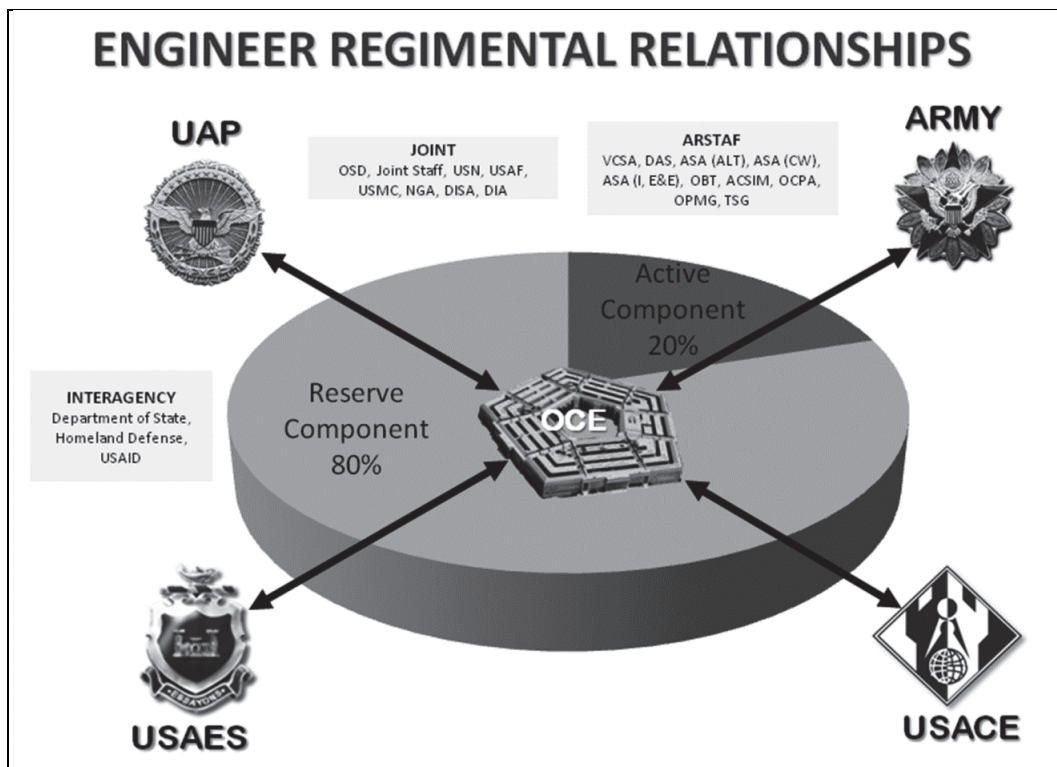 ENGINEER REGIMENTAL RELATIONSHIPS
UAP
JOINT
OSD, Joint Staff, USN, USAF,
USMC, NGA, DISA, DIA
ARSTAF
VCSA, DAS, ASA (ALT), ASA (CW),
ASA (I, E&E), OBT, ACSIM, OCPA,
OPMG, TSG
ARMY
Active
Component
20%
INTERAGENCY
Department of State,
Homeland Defense,
USAID
Reserve
Component
80%
OCE
ESSAYONS
USAES
USACE